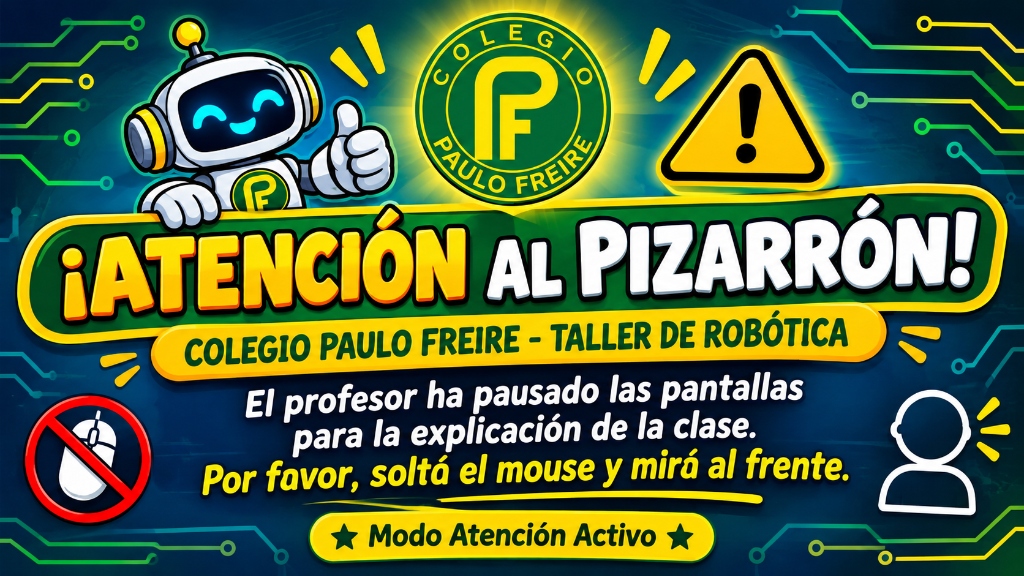 COLEGIO
PF
PAULO FREIRE
PF
¡ATENCIÓN AL PIZARRÓN!
COLEGIO PAULO FREIRE - TALLER DE ROBÓTICA
El profesor ha pausado las pantallas
para la explicación de la clase.
Por favor, soltá el mouse y mirá al frente.
★ Modo Atención Activo ★